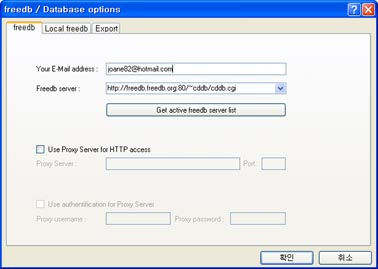 freedb / Database options
freedb Local freedb Export
Your E-Mail address : joane82@hotmail.com
Freedb server : http://freedb.freedb.org:80/~cddb/cddb.cgi
Get active freedb server list
Use Proxy Server for HTTP access
Proxy Server : Port :
Use authentification for Proxy Server
Proxy username : Proxy password :
확인 취소